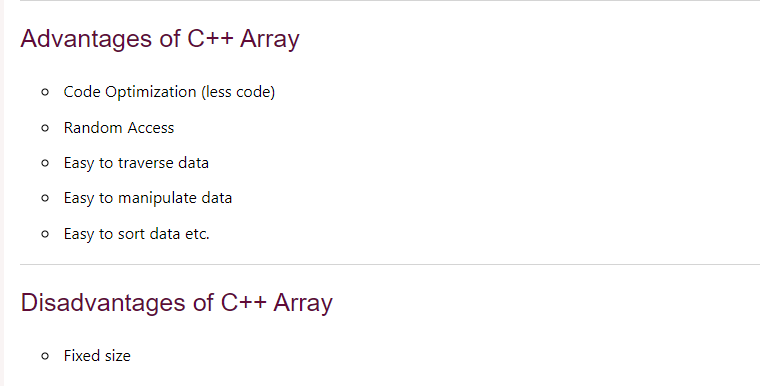 Advantages of C++ Array
Code Optimization (less code)
Random Access
Easy to traverse data
Easy to manipulate data
Easy to sort data etc.
Disadvantages of C++ Array
Fixed size